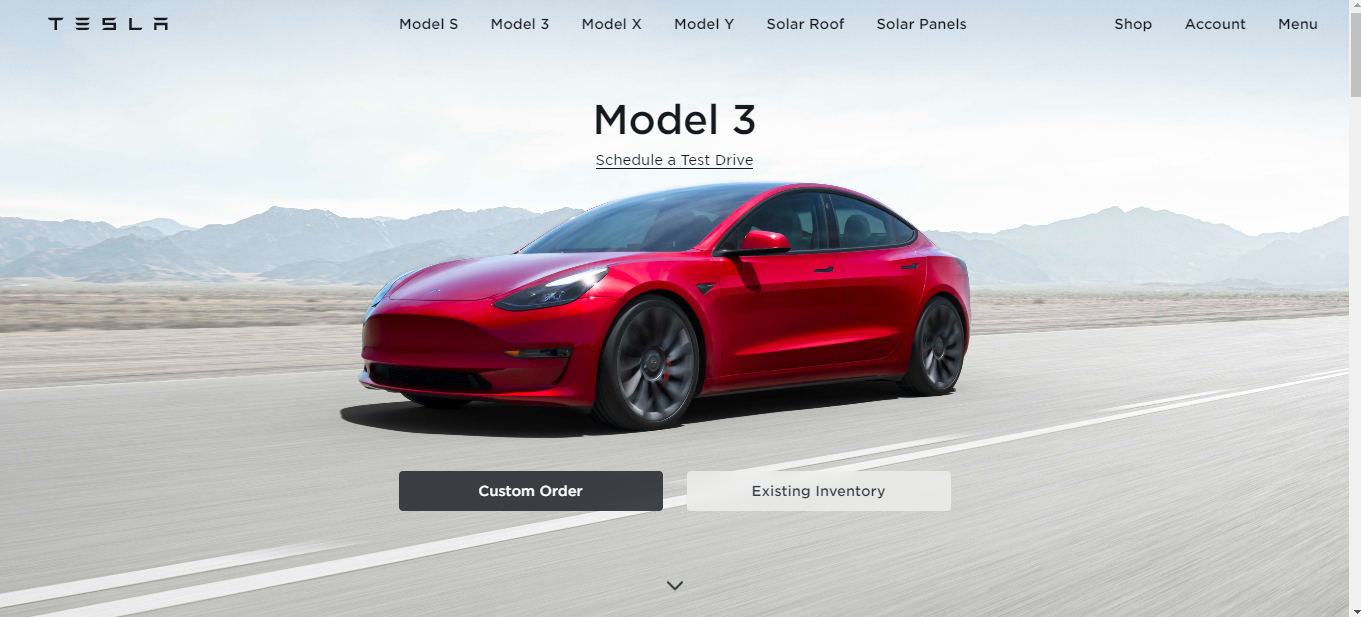 TESLA Model S Model 3 Model X Model Y Solar Roof Solar Panels Shop Account Menu
Model 3
Schedule a Test Drive
Custom Order Existing Inventory